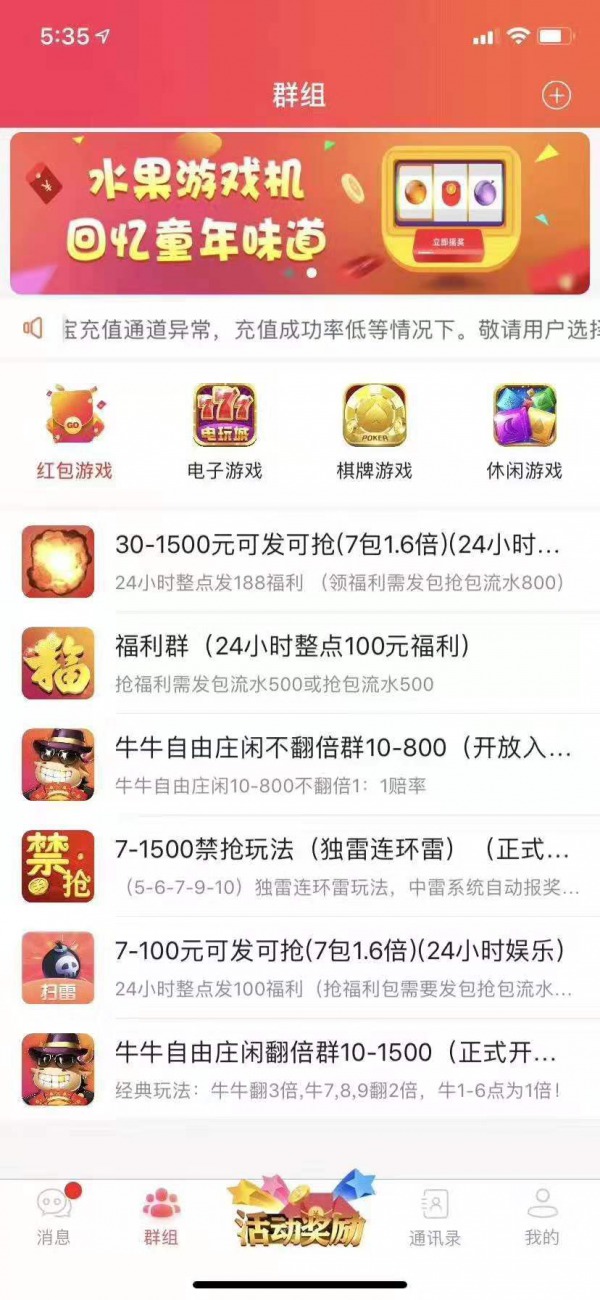 5:35
群组
水果游戏机
回忆童年味道
立即摇奖
宝充值通道异常，充值成功率低等情况下。敬请用户选择
GO
777
电玩城
POKER
红包游戏
电子游戏
棋牌游戏
休闲游戏
30-1500元可发可抢(7包1.6倍)(24小时...
24小时整点发188福利 （领福利需发包抢包流水800）
福
福利群（24小时整点100元福利）
抢福利需发包流水500或抢包流水500
牛牛自由庄闲不翻倍群10-800（开放入...
牛牛自由庄闲10-800不翻倍1：1赔率
禁抢
7-1500禁抢玩法（独雷连环雷）（正式...
（5-6-7-9-10）独雷连环雷玩法，中雷系统自动报奖...
扫雷
7-100元可发可抢(7包1.6倍)(24小时娱乐)
24小时整点发100福利（抢福利包需要发包抢包流水...
牛牛自由庄闲翻倍群10-1500（正式开...
经典玩法：牛牛翻3倍,牛7,8,9翻2倍，牛1-6点为1倍！
消息
群组
活动奖励
通讯录
我的